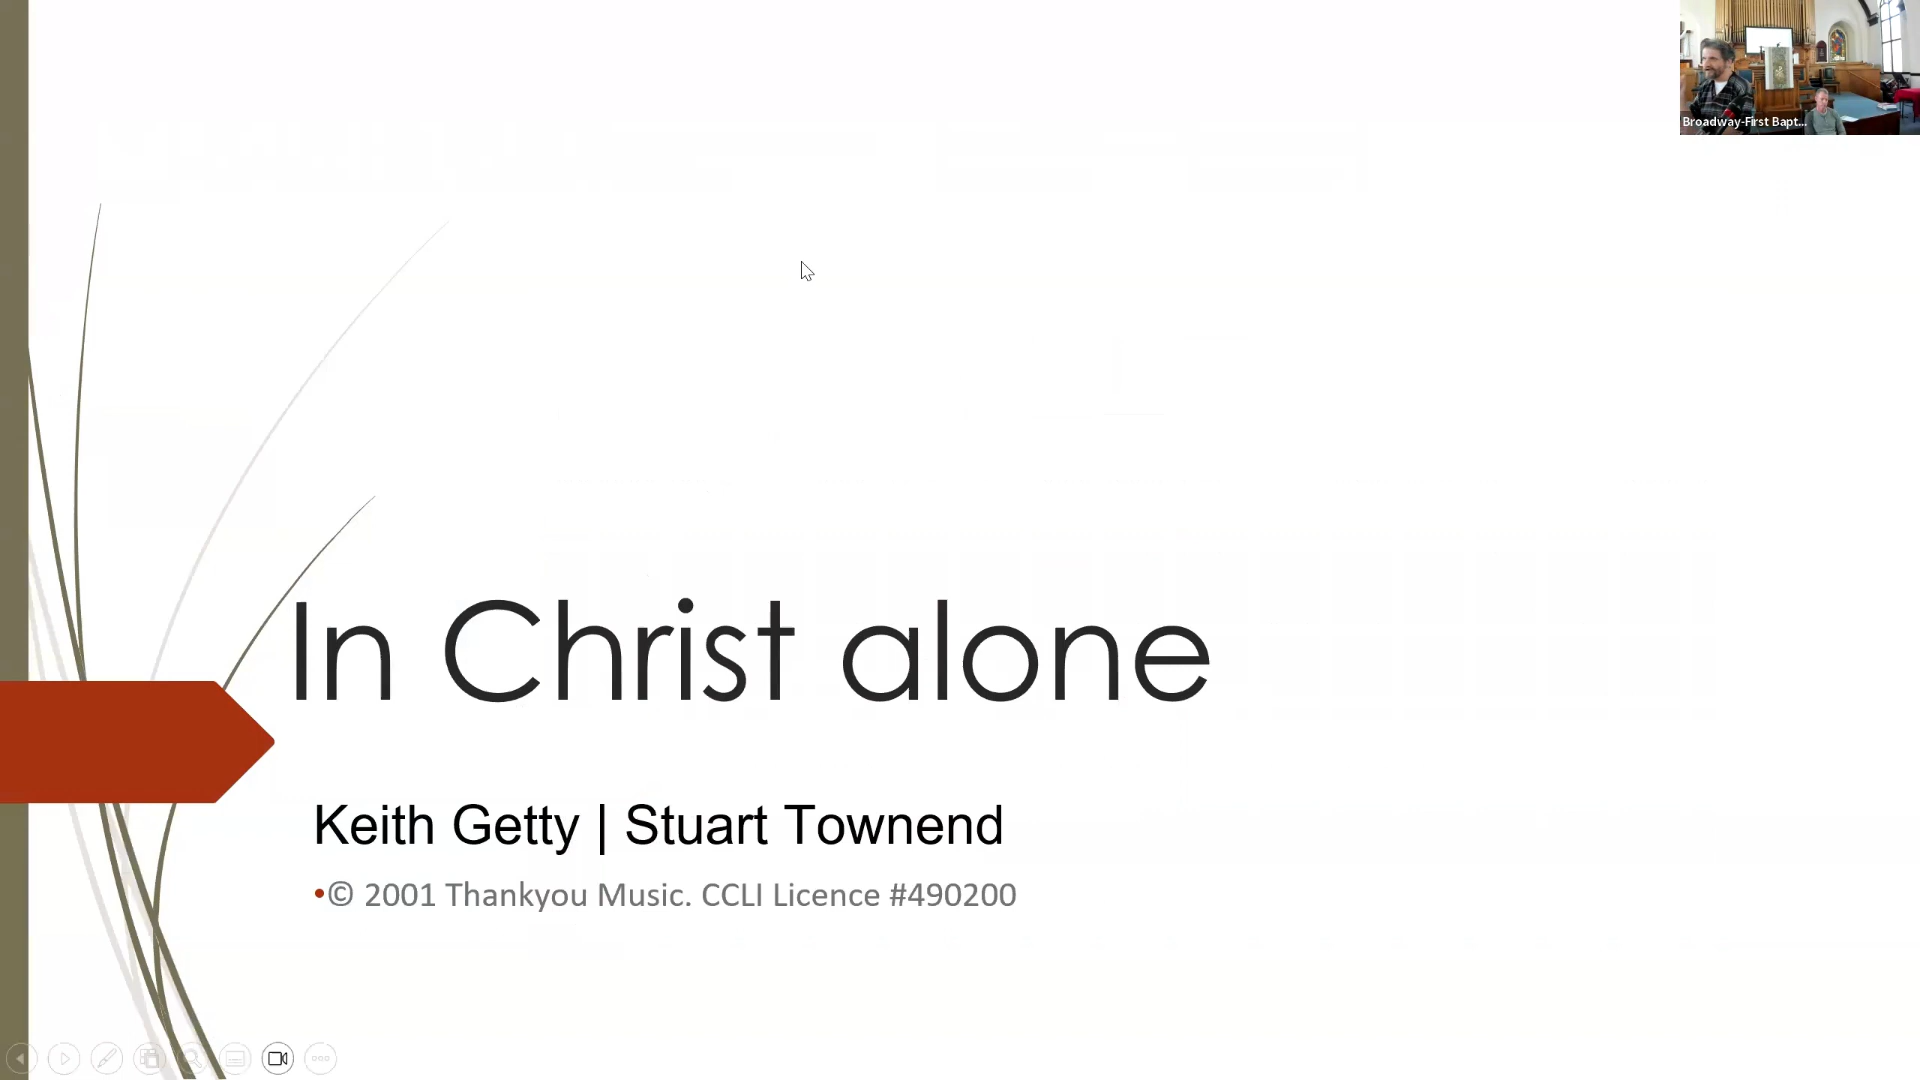 Broadway-First Bapt...
In Christ alone
Keith Getty | Stuart Townend
•© 2001 Thankyou Music. CCLI Licence #490200